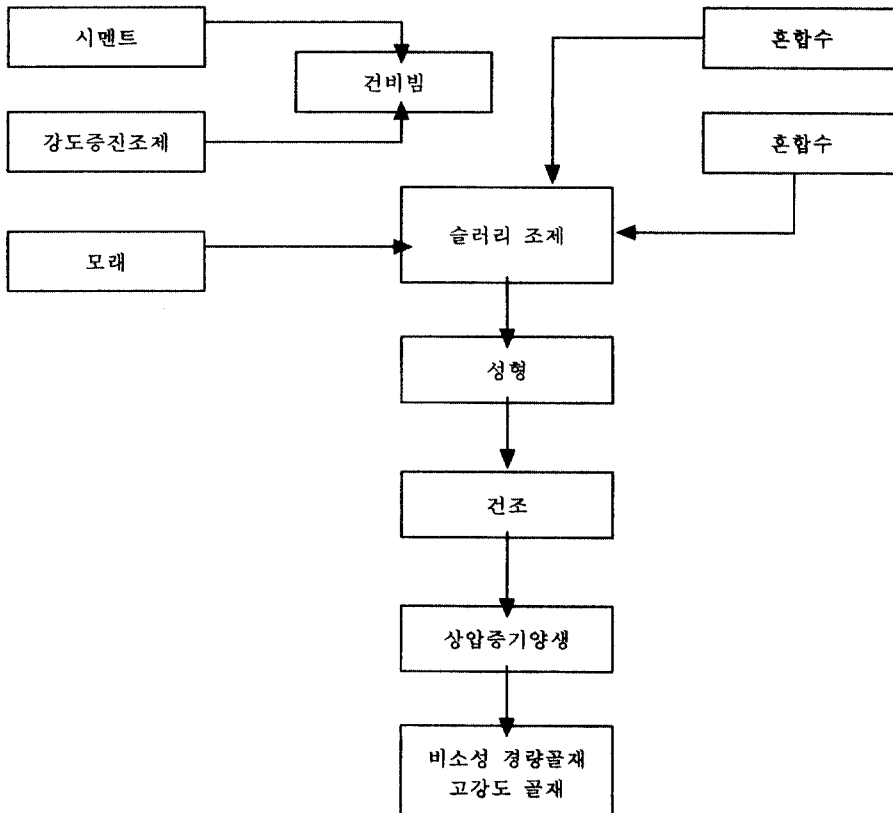 시멘트
혼합수
건비빔
강도증진조제
혼합수
슬러리 조제
모래
성형
건조
상압증기양생
비소성 경량골재
고강도 골재